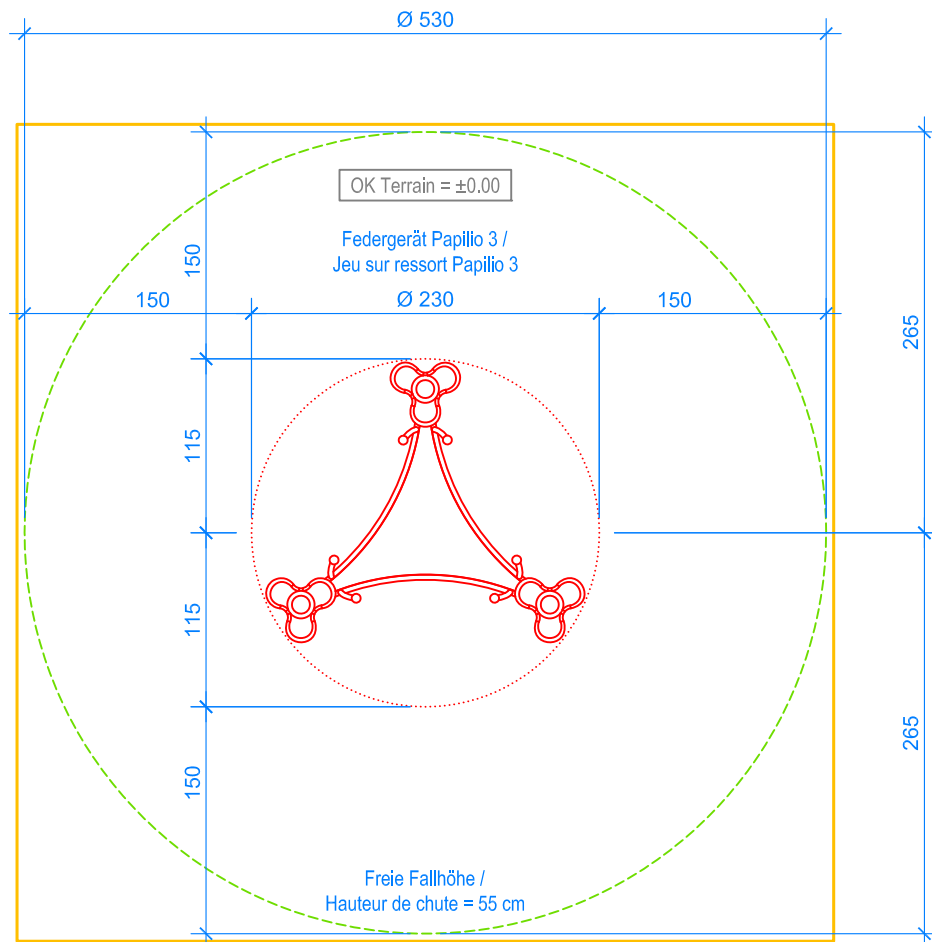 Ø 530
OK Terrain = ±0.00
Federgerät Papilio 3 /
Jeu sur ressort Papilio 3
150
150
Ø 230
150
265
115
115
265
150
Freie Fallhöhe /
Hauteur de chute = 55 cm